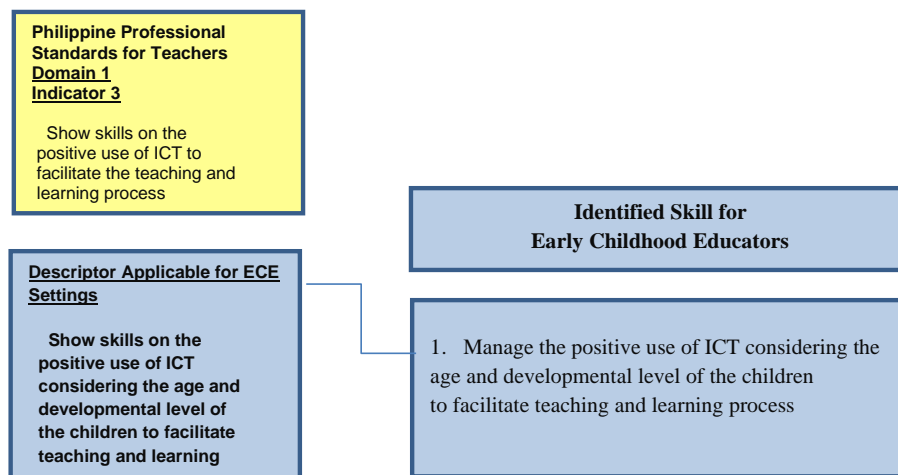 Philippine Professional
Standards for Teachers
Domain 1
Indicator 3
Show skills on the
positive use of ICT to
facilitate the teaching and
learning process
Identified Skill for
Early Childhood Educators
Descriptor Applicable for ECE
Settings
Show skills on the
positive use of ICT
considering the age and
developmental level of
the children to facilitate
teaching and learning
1. Manage the positive use of ICT considering the
age and developmental level of the children
to facilitate teaching and learning process